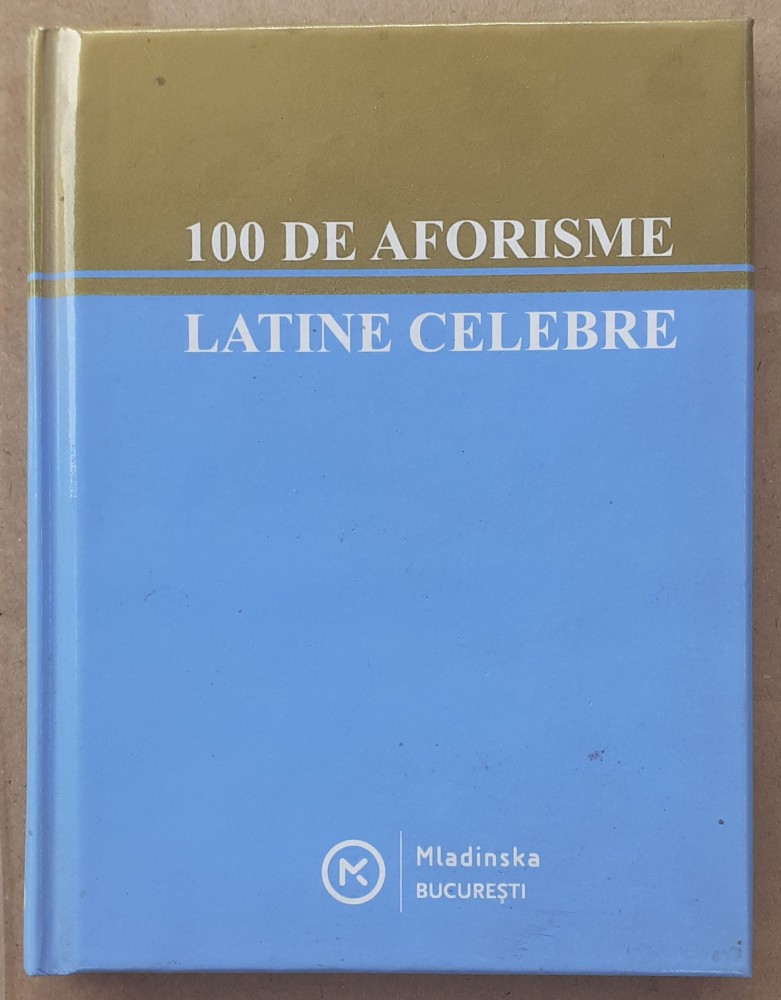 100 DE AFORISME
LATINE CELEBRE
Mladinska
BUCUREȘTI